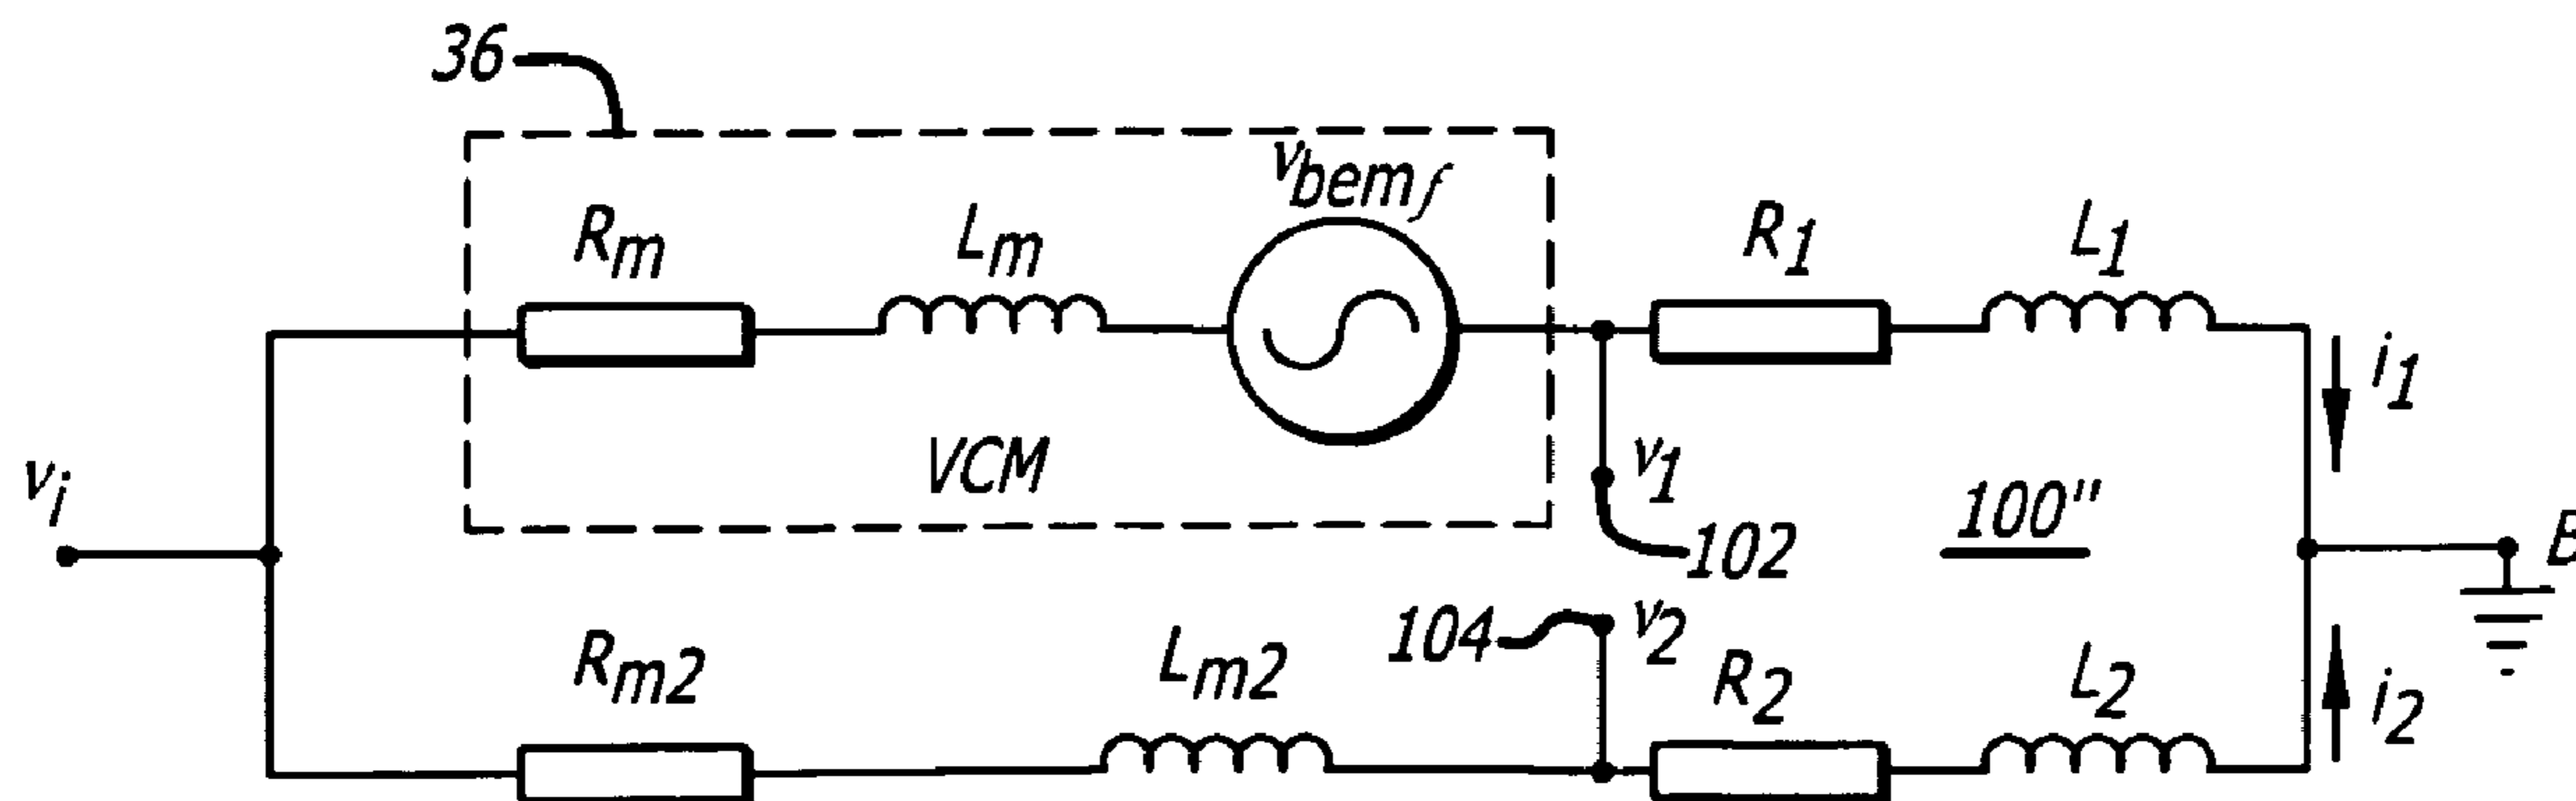 36
v_bemf
R_m
L_m
R_1
L_1
i_1
VCM
v_i
v_1
100"
102
B
104
v_2
R_m2
L_m2
R_2
L_2
i_2